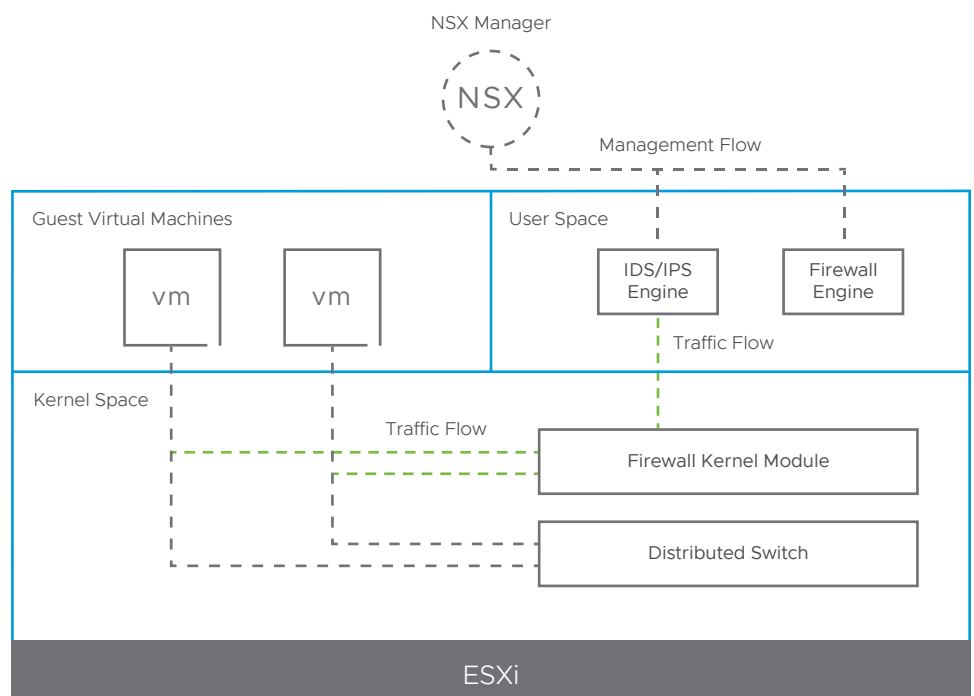 NSX Manager
NSX
Management Flow
Guest Virtual Machines
User Space
vm
vm
IDS/IPS
Engine
Firewall
Engine
Traffic Flow
Kernel Space
Traffic Flow
Firewall Kernel Module
Distributed Switch
ESXi